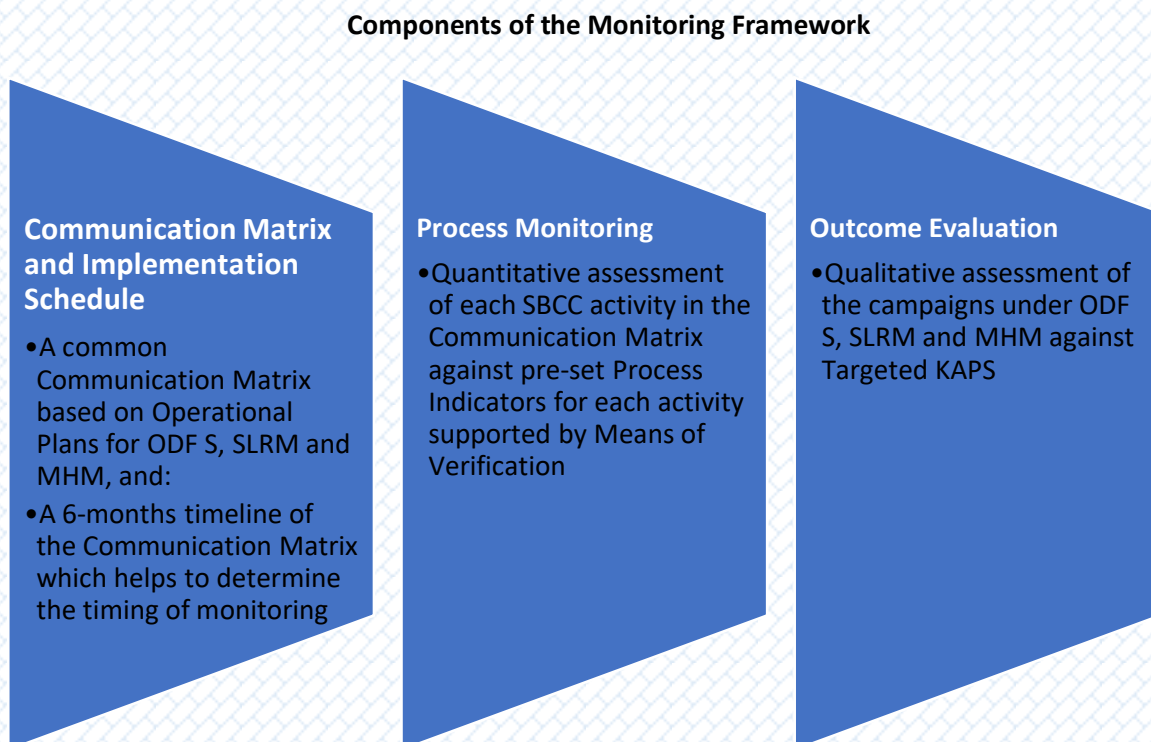 Components of the Monitoring Framework
Communication Matrix
and Implementation
Schedule
•A common
Communication Matrix
based on Operational
Plans for ODF S, SLRM and
MHM, and:
•A 6-months timeline of
the Communication Matrix
which helps to determine
the timing of monitoring
Process Monitoring
•Quantitative assessment
of each SBCC activity in the
Communication Matrix
against pre-set Process
Indicators for each activity
supported by Means of
Verification
Outcome Evaluation
•Qualitative assessment of
the campaigns under ODF
S, SLRM and MHM against
Targeted KAPS